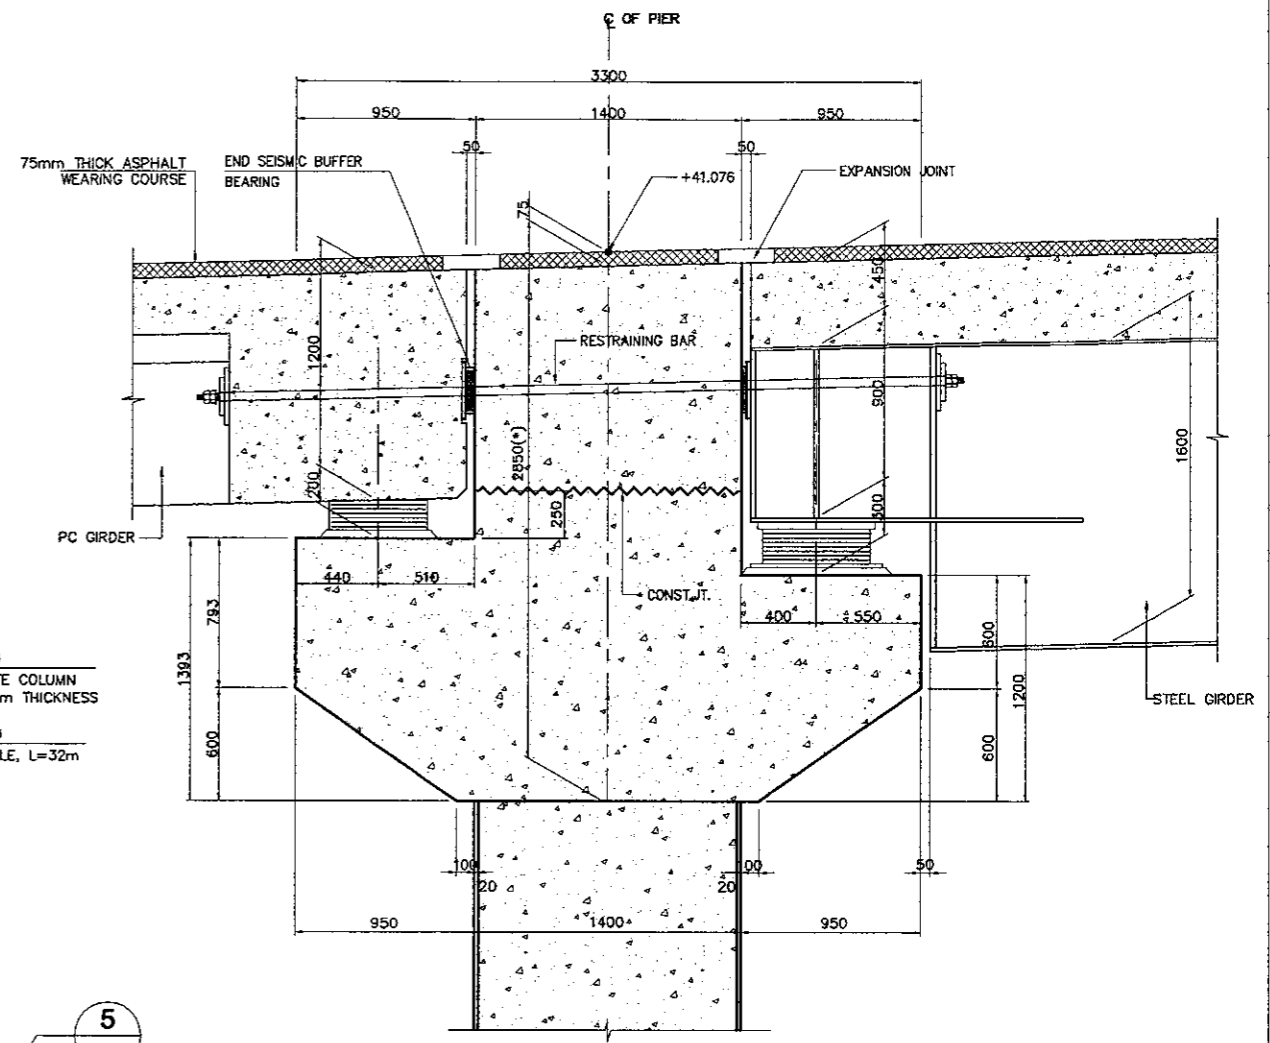 ℄ OF PIER
3300
950
1400
950
75mm THICK ASPHALT
WEARING COURSE
END SEISMIC BUFFER
BEARING
50
50
+41.076
EXPANSION JOINT
75
450
1200
RESTRAINING BAR
900
2850(*)
1600
200
250
300
PC GIRDER
440
510
CONST.JT.
400
550
793
1393
600
1200
TE COLUMN
m THICKNESS
STEEL GIRDER
600
600
LE, L=32m
100
20
20
100
50
950
1400
950
5